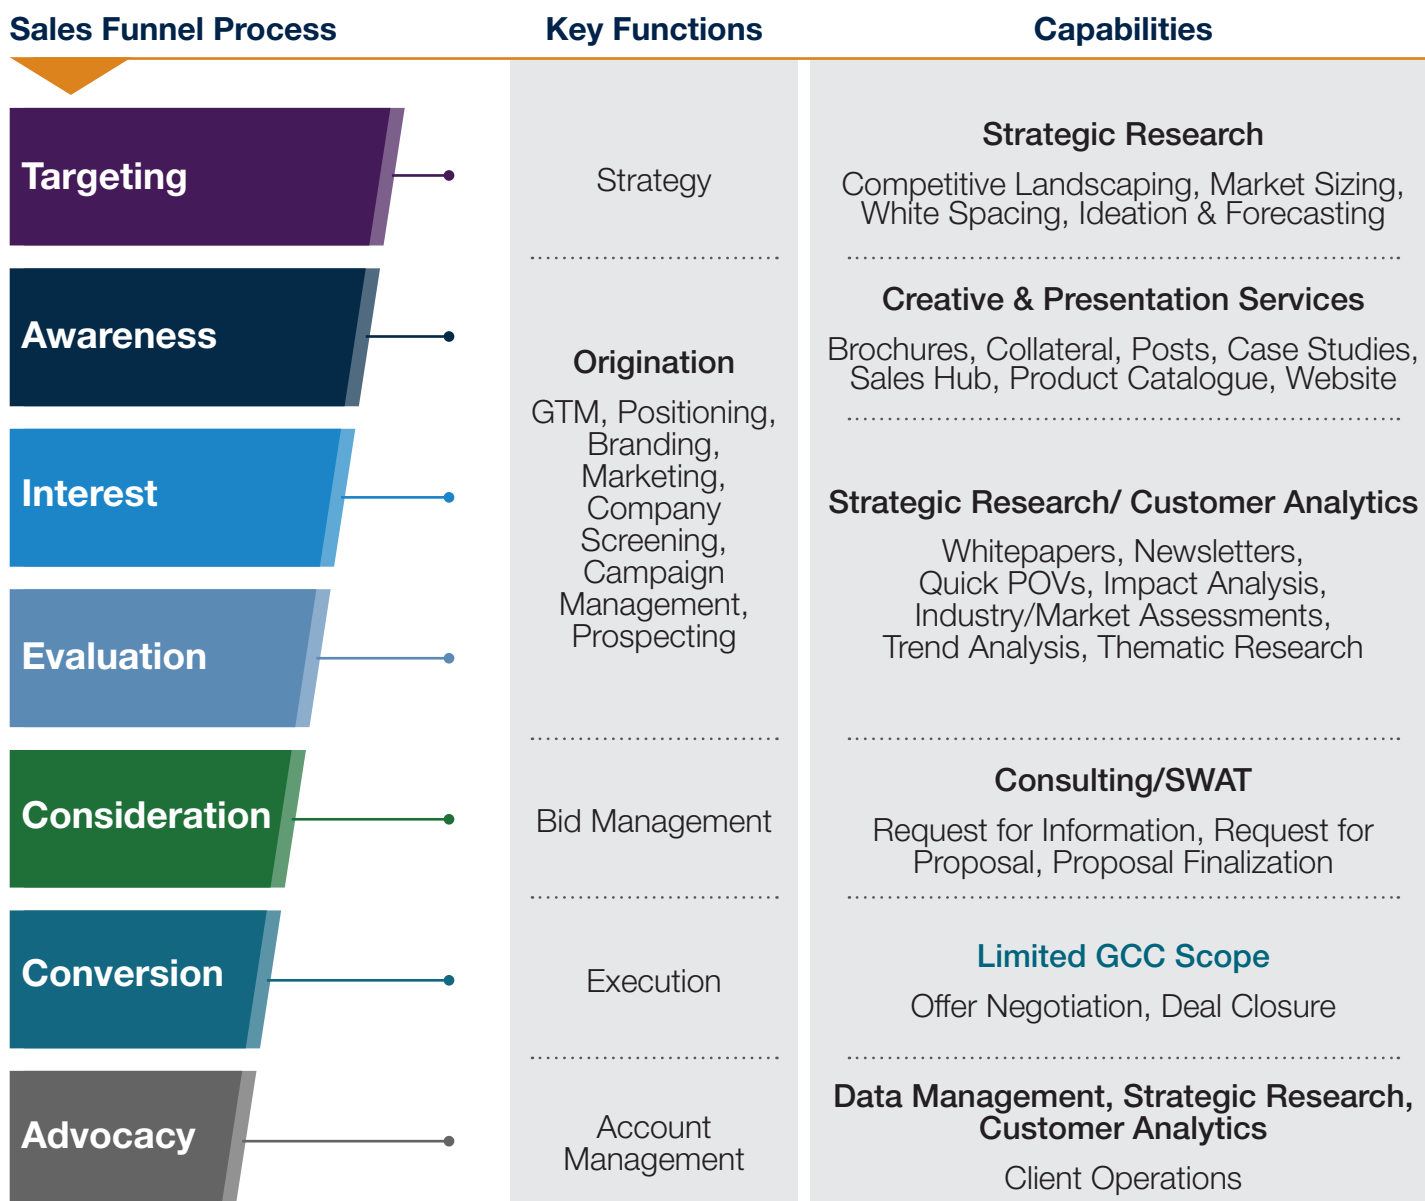 Sales Funnel Process
Key Functions
Capabilities
Targeting
Strategy
Strategic Research
Competitive Landscaping, Market Sizing,
White Spacing, Ideation & Forecasting
Awareness
Interest
Evaluation
Origination
GTM, Positioning,
Branding,
Marketing,
Company
Screening,
Campaign
Management,
Prospecting
Creative & Presentation Services
Brochures, Collateral, Posts, Case Studies,
Sales Hub, Product Catalogue, Website
Strategic Research/ Customer Analytics
Whitepapers, Newsletters,
Quick POVs, Impact Analysis,
Industry/Market Assessments,
Trend Analysis, Thematic Research
Consideration
Bid Management
Consulting/SWAT
Request for Information, Request for
Proposal, Proposal Finalization
Conversion
Execution
Limited GCC Scope
Offer Negotiation, Deal Closure
Advocacy
Account
Management
Data Management, Strategic Research,
Customer Analytics
Client Operations